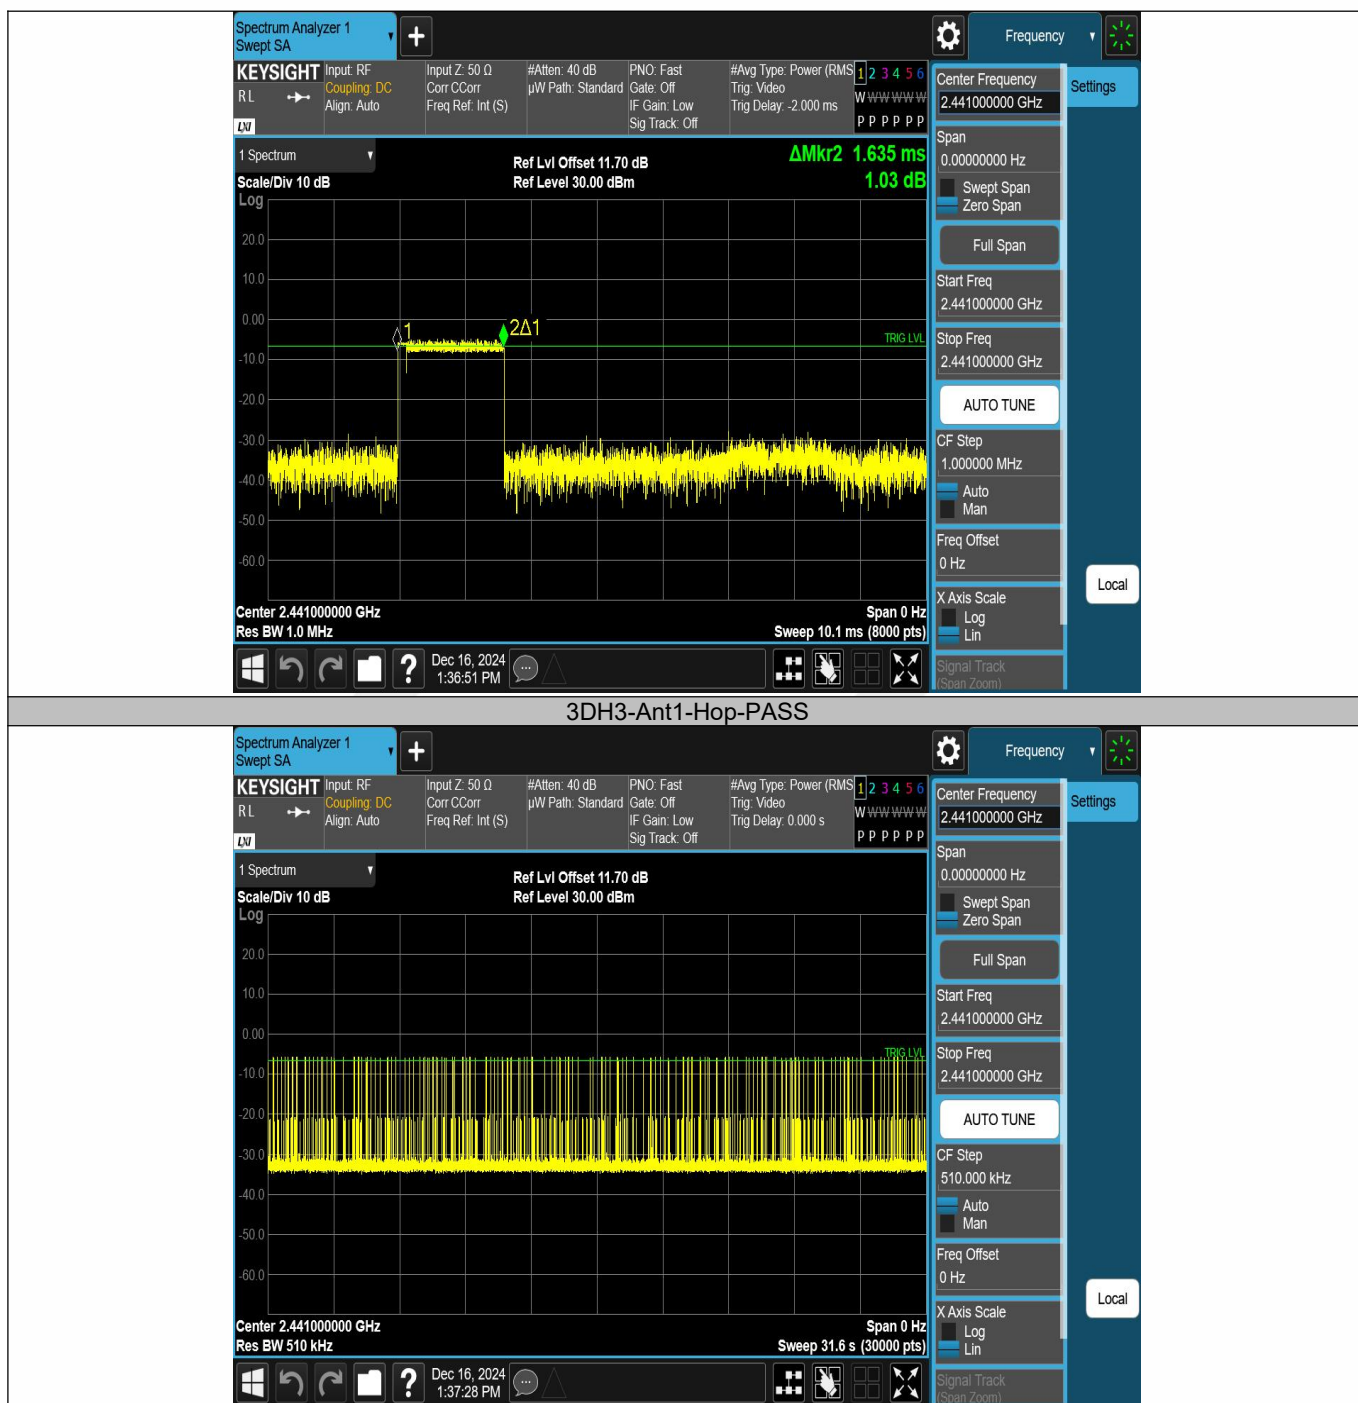 Spectrum Analyzer 1
Swept SA
+
Frequency
KEYSIGHT
R L
LXI
Input: RF
Coupling: DC
Align: Auto
Input Z: 50 Ω
Corr CCorr
Freq Ref: Int (S)
#Atten: 40 dB
µW Path: Standard
PNO: Fast
Gate: Off
IF Gain: Low
Sig Track: Off
#Avg Type: Power (RMS
Trig: Video
Trig Delay: -2.000 ms
1 2 3 4 5 6
W W W W W W
P P P P P P
Center Frequency
2.441000000 GHz
Settings
1 Spectrum
Scale/Div 10 dB
Log
Ref Lvl Offset 11.70 dB
Ref Level 30.00 dBm
ΔMkr2 1.635 ms
1.03 dB
20.0
10.0
0.00
-10.0
-20.0
-30.0
-40.0
-50.0
-60.0
1
2Δ1
TRIG LVL
Span
0.00000000 Hz
Swept Span
Zero Span
Full Span
Start Freq
2.441000000 GHz
Stop Freq
2.441000000 GHz
AUTO TUNE
CF Step
1.000000 MHz
Auto
Man
Freq Offset
0 Hz
X Axis Scale
Log
Lin
Signal Track
(Span Zoom)
Local
Center 2.441000000 GHz
Res BW 1.0 MHz
Span 0 Hz
Sweep 10.1 ms (8000 pts)
?
Dec 16, 2024
1:36:51 PM
3DH3-Ant1-Hop-PASS
Spectrum Analyzer 1
Swept SA
+
Frequency
KEYSIGHT
R L
LXI
Input: RF
Coupling: DC
Align: Auto
Input Z: 50 Ω
Corr CCorr
Freq Ref: Int (S)
#Atten: 40 dB
µW Path: Standard
PNO: Fast
Gate: Off
IF Gain: Low
Sig Track: Off
#Avg Type: Power (RMS
Trig: Video
Trig Delay: 0.000 s
1 2 3 4 5 6
W W W W W W
P P P P P P
Center Frequency
2.441000000 GHz
Settings
1 Spectrum
Scale/Div 10 dB
Log
Ref Lvl Offset 11.70 dB
Ref Level 30.00 dBm
20.0
10.0
0.00
-10.0
-20.0
-30.0
-40.0
-50.0
-60.0
TRIG LVL
Span
0.00000000 Hz
Swept Span
Zero Span
Full Span
Start Freq
2.441000000 GHz
Stop Freq
2.441000000 GHz
AUTO TUNE
CF Step
510.000 kHz
Auto
Man
Freq Offset
0 Hz
X Axis Scale
Log
Lin
Signal Track
(Span Zoom)
Local
Center 2.441000000 GHz
Res BW 510 kHz
Span 0 Hz
Sweep 31.6 s (30000 pts)
?
Dec 16, 2024
1:37:28 PM